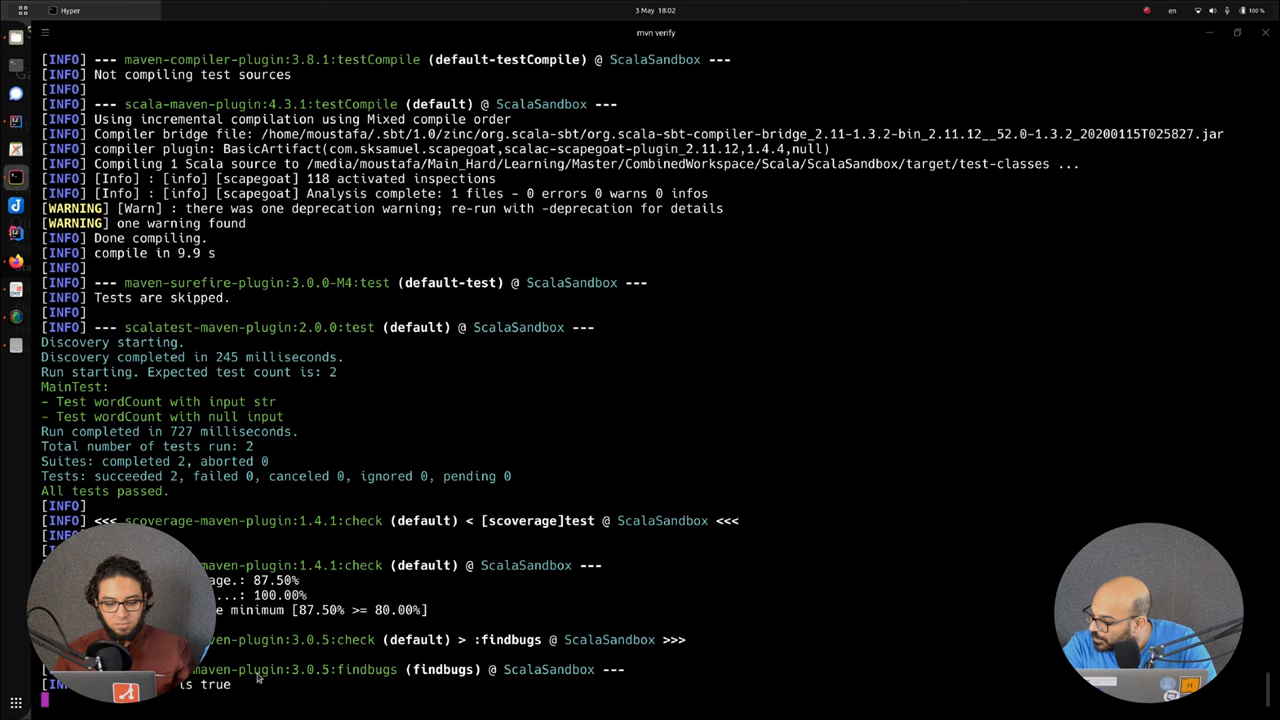 Hyper
3 May 18:02
en
100 %
mvn verify
[INFO] --- maven-compiler-plugin:3.8.1:testCompile (default-testCompile) @ ScalaSandbox ---
[INFO] Not compiling test sources
[INFO]
[INFO] --- scala-maven-plugin:4.3.1:testCompile (default) @ ScalaSandbox ---
[INFO] Using incremental compilation using Mixed compile order
[INFO] Compiler bridge file: /home/moustafa/.sbt/1.0/zinc/org.scala-sbt/org.scala-sbt-compiler-bridge_2.11-1.3.2-bin_2.11.12__52.0-1.3.2_20200115T025827.jar
[INFO] compiler plugin: BasicArtifact(com.sksamuel.scapegoat,scalac-scapegoat-plugin_2.11.12,1.4.4,null)
[INFO] Compiling 1 Scala source to /media/moustafa/Main_Hard/Learning/Master/CombinedWorkspace/Scala/ScalaSandbox/target/test-classes ...
[INFO] [Info] : [info] [scapegoat] 118 activated inspections
[INFO] [Info] : [info] [scapegoat] Analysis complete: 1 files - 0 errors 0 warns 0 infos
[WARNING] [Warn] : there was one deprecation warning; re-run with -deprecation for details
[WARNING] one warning found
[INFO] Done compiling.
[INFO] compile in 9.9 s
[INFO]
[INFO] --- maven-surefire-plugin:3.0.0-M4:test (default-test) @ ScalaSandbox ---
[INFO] Tests are skipped.
[INFO]
[INFO] --- scalatest-maven-plugin:2.0.0:test (default) @ ScalaSandbox ---
Discovery starting.
Discovery completed in 245 milliseconds.
Run starting. Expected test count is: 2
MainTest:
- Test wordCount with input str
- Test wordCount with null input
Run completed in 727 milliseconds.
Total number of tests run: 2
Suites: completed 2, aborted 0
Tests: succeeded 2, failed 0, canceled 0, ignored 0, pending 0
All tests passed.
[INFO]
[INFO] <<< scoverage-maven-plugin:1.4.1:check (default) < [scoverage]test @ ScalaSandbox <<<
:1.4.1:check (default) @ ScalaSandbox ---
87.50%
100.00%
minimum [87.50% >= 80.00%]
plugin:3.0.5:check (default) > :findbugs @ ScalaSandbox >>>
maven-plugin:3.0.5:findbugs (findbugs) @ ScalaSandbox ---
is true